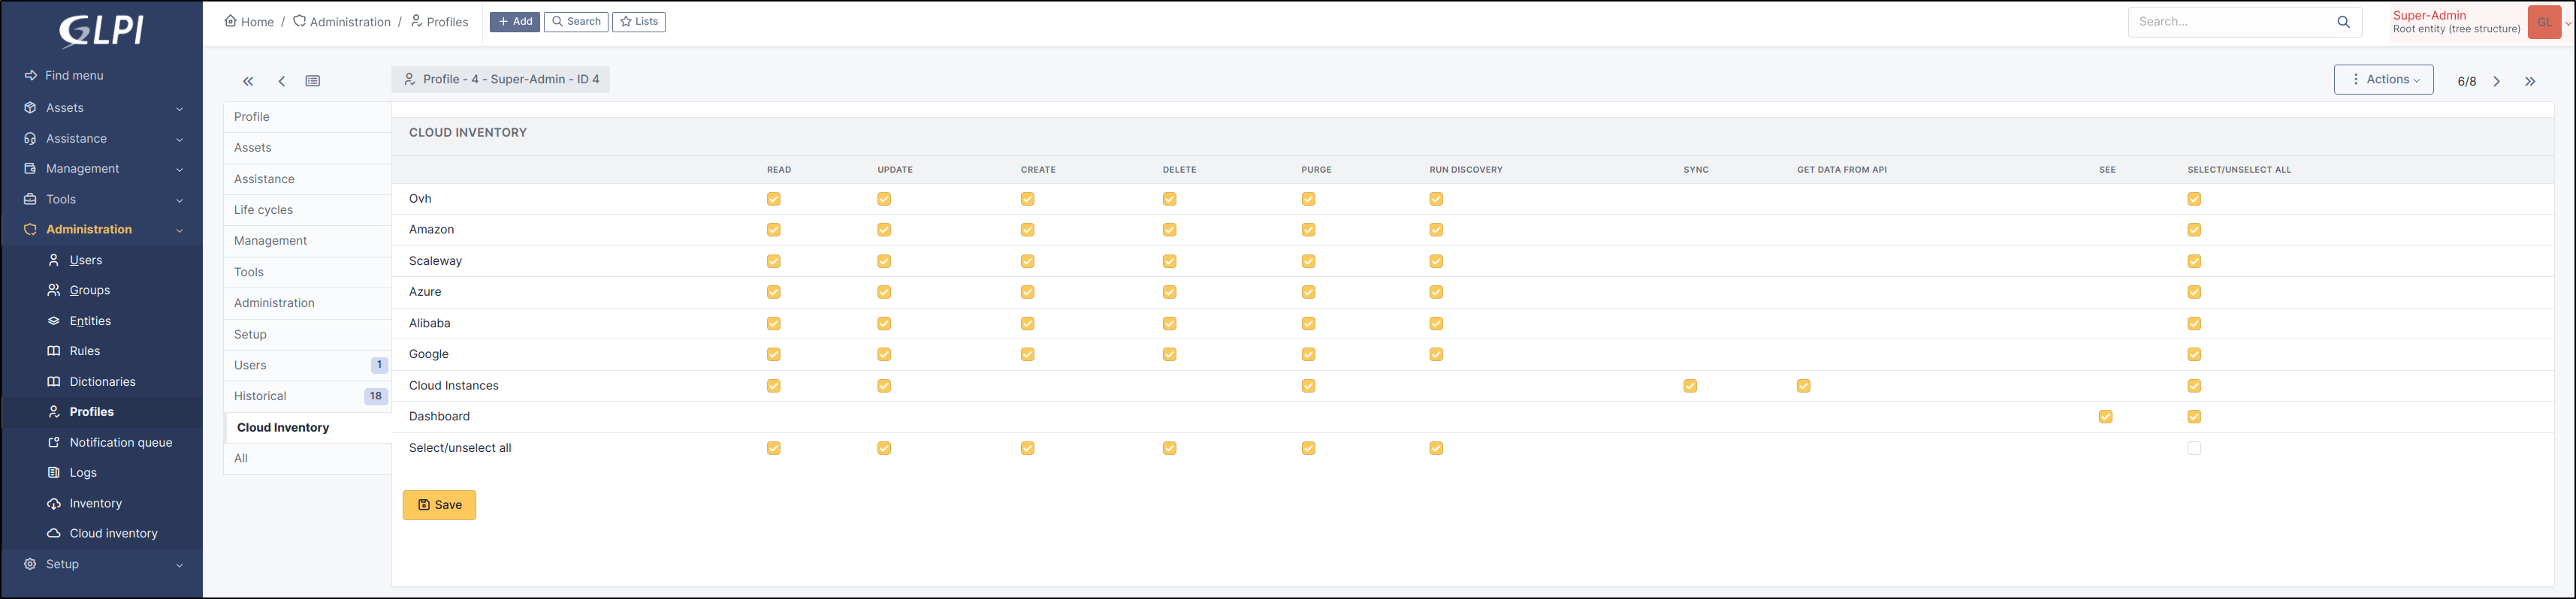 GLPI
Home / Administration / Profiles
+ Add Search Lists
Search...
Super-Admin
Root entity (tree structure)
GL
Find menu
Assets
Assistance
Management
Tools
Administration
Users
Groups
Entities
Rules
Dictionaries
Profiles
Notification queue
Logs
Inventory
Cloud inventory
Setup
Profile - 4 - Super-Admin - ID 4
Actions
6/8
Profile
Assets
Assistance
Life cycles
Management
Tools
Administration
Setup
Users 1
Historical 18
Cloud Inventory
All
CLOUD INVENTORY
READ UPDATE CREATE DELETE PURGE RUN DISCOVERY SYNC GET DATA FROM API SEE SELECT/UNSELECT ALL
Ovh
Amazon
Scaleway
Azure
Alibaba
Google
Cloud Instances
Dashboard
Select/unselect all
Save